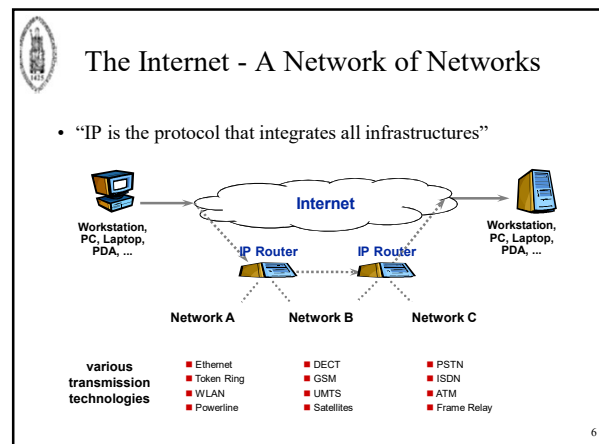 The Internet - A Network of Networks
• “IP is the protocol that integrates all infrastructures”
Internet
Workstation,
PC, Laptop,
PDA, ...
Workstation,
PC, Laptop,
PDA, ...
IP Router
IP Router
Network A
Network B
Network C
various
transmission
technologies
■ Ethernet
■ Token Ring
■ WLAN
■ Powerline
■ DECT
■ GSM
■ UMTS
■ Satellites
■ PSTN
■ ISDN
■ ATM
■ Frame Relay
6